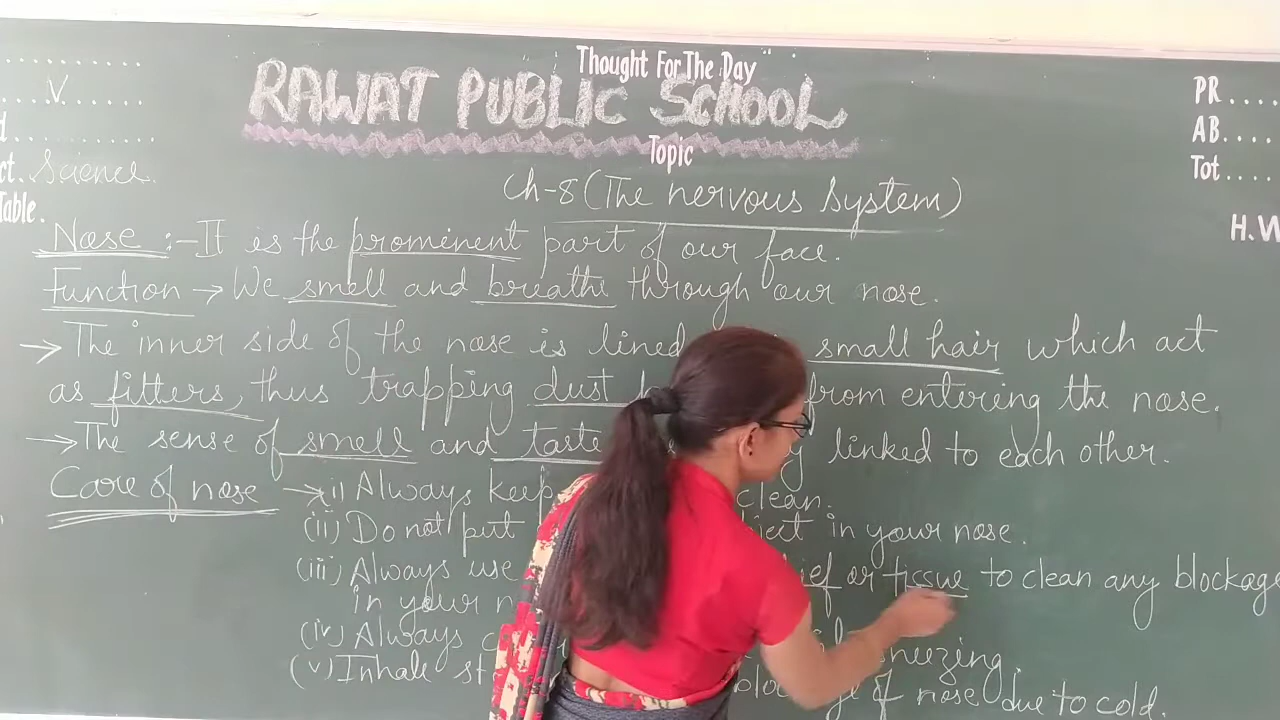 Thought For The Day
RAWAT PUBLIC SCHOOL
Topic
V
Science
Table.
PR....
AB....
Tot....
Ch-8 (The nervous system)
Nose :- It is the prominent part of our face.
Function → We smell and breathe through our nose.
→ The inner side of the nose is lined small hair which act
as filters, thus trapping dust from entering the nose.
→ The sense of smell and taste linked to each other.
Care of nose → i) Always keep clean.
(ii) Do not put in your nose.
(iii) Always use or tissue to clean any blockage
in your
(iv) Always sneezing.
(v) Inhale of nose due to cold.